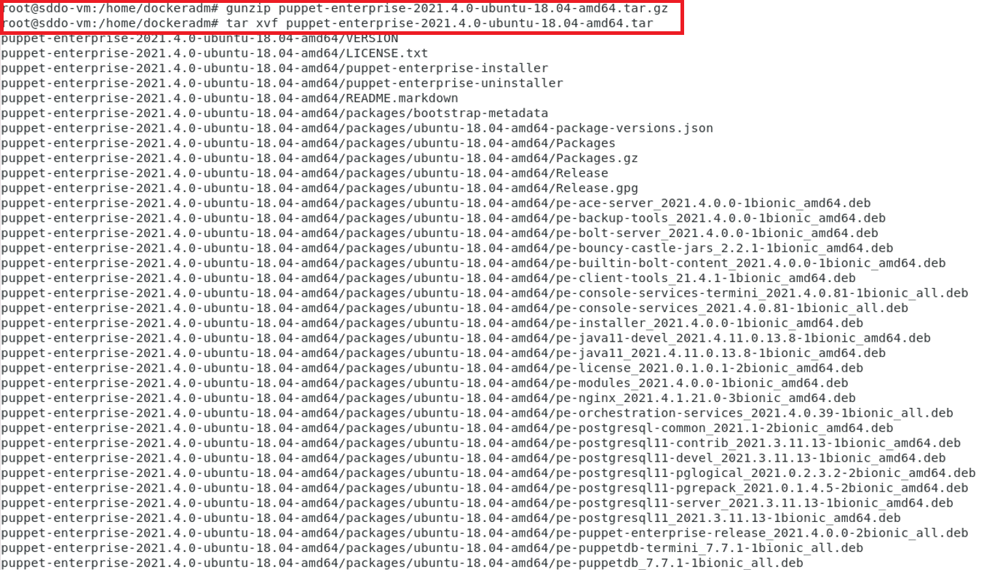 root@sddo-vm:/home/dockeradm# gunzip puppet-enterprise-2021.4.0-ubuntu-18.04-amd64.tar.gz
root@sddo-vm:/home/dockeradm# tar xvf puppet-enterprise-2021.4.0-ubuntu-18.04-amd64.tar
puppet-enterprise-2021.4.0-ubuntu-18.04-amd64/VERSION
puppet-enterprise-2021.4.0-ubuntu-18.04-amd64/LICENSE.txt
puppet-enterprise-2021.4.0-ubuntu-18.04-amd64/puppet-enterprise-installer
puppet-enterprise-2021.4.0-ubuntu-18.04-amd64/puppet-enterprise-uninstaller
puppet-enterprise-2021.4.0-ubuntu-18.04-amd64/README.markdown
puppet-enterprise-2021.4.0-ubuntu-18.04-amd64/packages/bootstrap-metadata
puppet-enterprise-2021.4.0-ubuntu-18.04-amd64/packages/ubuntu-18.04-amd64-package-versions.json
puppet-enterprise-2021.4.0-ubuntu-18.04-amd64/packages/ubuntu-18.04-amd64/Packages
puppet-enterprise-2021.4.0-ubuntu-18.04-amd64/packages/ubuntu-18.04-amd64/Packages.gz
puppet-enterprise-2021.4.0-ubuntu-18.04-amd64/packages/ubuntu-18.04-amd64/Release
puppet-enterprise-2021.4.0-ubuntu-18.04-amd64/packages/ubuntu-18.04-amd64/Release.gpg
puppet-enterprise-2021.4.0-ubuntu-18.04-amd64/packages/ubuntu-18.04-amd64/pe-ace-server_2021.4.0.0-1bionic_amd64.deb
puppet-enterprise-2021.4.0-ubuntu-18.04-amd64/packages/ubuntu-18.04-amd64/pe-backup-tools_2021.4.0.0-1bionic_amd64.deb
puppet-enterprise-2021.4.0-ubuntu-18.04-amd64/packages/ubuntu-18.04-amd64/pe-bolt-server_2021.4.0.0-1bionic_amd64.deb
puppet-enterprise-2021.4.0-ubuntu-18.04-amd64/packages/ubuntu-18.04-amd64/pe-bouncy-castle-jars_2.2.1-1bionic_amd64.deb
puppet-enterprise-2021.4.0-ubuntu-18.04-amd64/packages/ubuntu-18.04-amd64/pe-builtin-bolt-content_2021.4.0.0-1bionic_amd64.deb
puppet-enterprise-2021.4.0-ubuntu-18.04-amd64/packages/ubuntu-18.04-amd64/pe-client-tools_21.4.1-1bionic_amd64.deb
puppet-enterprise-2021.4.0-ubuntu-18.04-amd64/packages/ubuntu-18.04-amd64/pe-console-services-termini_2021.4.0.81-1bionic_all.deb
puppet-enterprise-2021.4.0-ubuntu-18.04-amd64/packages/ubuntu-18.04-amd64/pe-console-services_2021.4.0.81-1bionic_all.deb
puppet-enterprise-2021.4.0-ubuntu-18.04-amd64/packages/ubuntu-18.04-amd64/pe-installer_2021.4.0.0-1bionic_amd64.deb
puppet-enterprise-2021.4.0-ubuntu-18.04-amd64/packages/ubuntu-18.04-amd64/pe-java11-devel_2021.4.11.0.13.8-1bionic_amd64.deb
puppet-enterprise-2021.4.0-ubuntu-18.04-amd64/packages/ubuntu-18.04-amd64/pe-java11_2021.4.11.0.13.8-1bionic_amd64.deb
puppet-enterprise-2021.4.0-ubuntu-18.04-amd64/packages/ubuntu-18.04-amd64/pe-license_2021.0.1.0.1-2bionic_amd64.deb
puppet-enterprise-2021.4.0-ubuntu-18.04-amd64/packages/ubuntu-18.04-amd64/pe-modules_2021.4.0.0-1bionic_amd64.deb
puppet-enterprise-2021.4.0-ubuntu-18.04-amd64/packages/ubuntu-18.04-amd64/pe-nginx_2021.4.1.21.0-3bionic_amd64.deb
puppet-enterprise-2021.4.0-ubuntu-18.04-amd64/packages/ubuntu-18.04-amd64/pe-orchestration-services_2021.4.0.39-1bionic_all.deb
puppet-enterprise-2021.4.0-ubuntu-18.04-amd64/packages/ubuntu-18.04-amd64/pe-postgresql-common_2021.1-2bionic_amd64.deb
puppet-enterprise-2021.4.0-ubuntu-18.04-amd64/packages/ubuntu-18.04-amd64/pe-postgresql11-contrib_2021.3.11.13-1bionic_amd64.deb
puppet-enterprise-2021.4.0-ubuntu-18.04-amd64/packages/ubuntu-18.04-amd64/pe-postgresql11-devel_2021.3.11.13-1bionic_amd64.deb
puppet-enterprise-2021.4.0-ubuntu-18.04-amd64/packages/ubuntu-18.04-amd64/pe-postgresql11-pglogical_2021.0.2.3.2-2bionic_amd64.deb
puppet-enterprise-2021.4.0-ubuntu-18.04-amd64/packages/ubuntu-18.04-amd64/pe-postgresql11-pgrepack_2021.0.1.4.5-2bionic_amd64.deb
puppet-enterprise-2021.4.0-ubuntu-18.04-amd64/packages/ubuntu-18.04-amd64/pe-postgresql11-server_2021.3.11.13-1bionic_amd64.deb
puppet-enterprise-2021.4.0-ubuntu-18.04-amd64/packages/ubuntu-18.04-amd64/pe-postgresql11_2021.3.11.13-1bionic_amd64.deb
puppet-enterprise-2021.4.0-ubuntu-18.04-amd64/packages/ubuntu-18.04-amd64/pe-puppet-enterprise-release_2021.4.0.0-2bionic_amd64.deb
puppet-enterprise-2021.4.0-ubuntu-18.04-amd64/packages/ubuntu-18.04-amd64/pe-puppetdb-termini_7.7.1-1bionic_all.deb
puppet-enterprise-2021.4.0-ubuntu-18.04-amd64/packages/ubuntu-18.04-amd64/pe-puppetdb_7.7.1-1bionic_all.deb